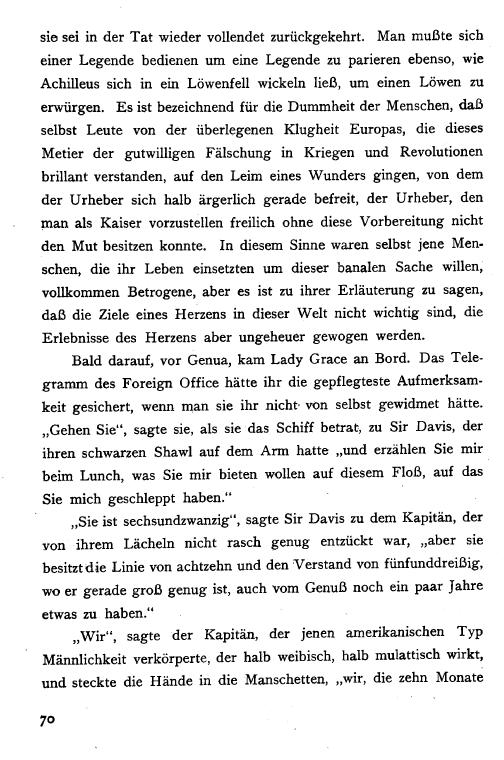 sie sei in der Tat wieder vollendet zurückgekehrt. Man mußte sich
einer Legende bedienen um eine Legende zu parieren ebenso, wie
Achilleus sich in ein Löwenfell wickeln ließ, um einen Löwen zu
erwürgen. Es ist bezeichnend für die Dummheit der Menschen, daß
selbst Leute von der überlegenen Klugheit Europas, die dieses
Metier der gutwilligen Fälschung in Kriegen und Revolutionen
brillant verstanden, auf den Leim eines Wunders gingen, von dem
der Urheber sich halb ärgerlich gerade befreit, der Urheber, den
man als Kaiser vorzustellen freilich ohne diese Vorbereitung nicht
den Mut besitzen konnte. In diesem Sinne waren selbst jene Men-
schen, die ihr Leben einsetzten um dieser banalen Sache willen,
vollkommen Betrogene, aber es ist zu ihrer Erläuterung zu sagen,
daß die Ziele eines Herzens in dieser Welt nicht wichtig sind, die
Erlebnisse des Herzens aber ungeheuer gewogen werden.
Bald darauf, vor Genua, kam Lady Grace an Bord. Das Tele-
gramm des Foreign Office hätte ihr die gepflegteste Aufmerksam-
keit gesichert, wenn man sie ihr nicht von selbst gewidmet hätte.
„Gehen Sie“, sagte sie, als sie das Schiff betrat, zu Sir Davis, der
ihren schwarzen Shawl auf dem Arm hatte „und erzählen Sie mir
beim Lunch, was Sie mir bieten wollen auf diesem Floß, auf das
Sie mich geschleppt haben.“
„Sie ist sechsundzwanzig“, sagte Sir Davis zu dem Kapitän, der
von ihrem Lächeln nicht rasch genug entzückt war, „aber sie
besitzt die Linie von achtzehn und den Verstand von fünfunddreißig,
wo er gerade groß genug ist, auch vom Genuß noch ein paar Jahre
etwas zu haben.“
„Wir“, sagte der Kapitän, der jenen amerikanischen Typ
Männlichkeit verkörperte, der halb weibisch, halb mulattisch wirkt,
und steckte die Hände in die Manschetten, „wir, die zehn Monate
70